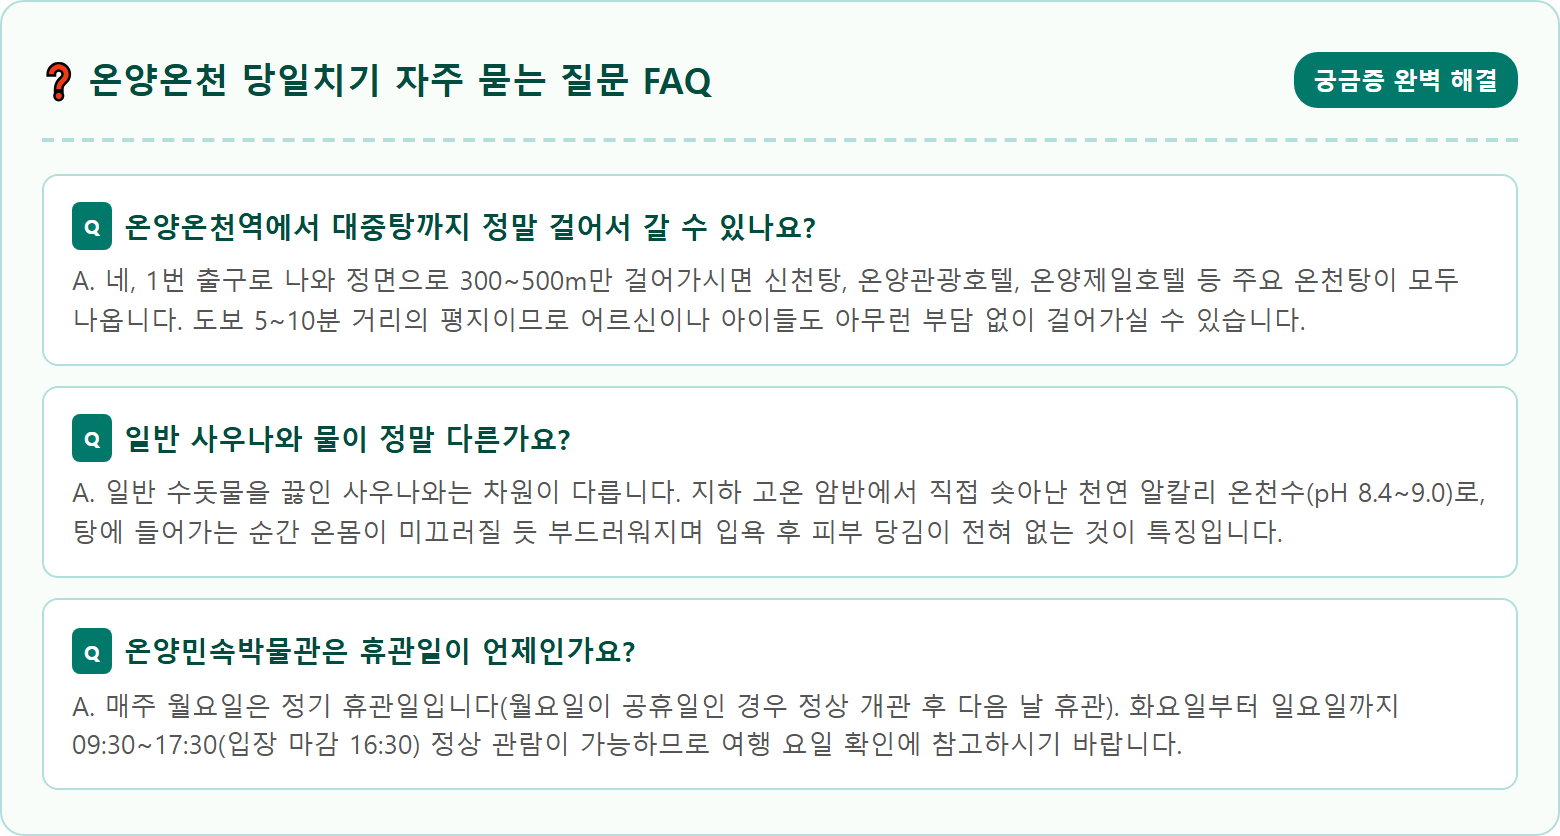 ❓ 온양온천 당일치기 자주 묻는 질문 FAQ
궁금증 완벽 해결
Q 온양온천역에서 대중탕까지 정말 걸어서 갈 수 있나요?
A. 네, 1번 출구로 나와 정면으로 300~500m만 걸어가시면 신천탕, 온양관광호텔, 온양제일호텔 등 주요 온천탕이 모두
나옵니다. 도보 5~10분 거리의 평지이므로 어르신이나 아이들도 아무런 부담 없이 걸어가실 수 있습니다.
Q 일반 사우나와 물이 정말 다른가요?
A. 일반 수돗물을 끓인 사우나와는 차원이 다릅니다. 지하 고온 암반에서 직접 솟아난 천연 알칼리 온천수(pH 8.4~9.0)로,
탕에 들어가는 순간 온몸이 미끄러질 듯 부드러워지며 입욕 후 피부 당김이 전혀 없는 것이 특징입니다.
Q 온양민속박물관은 휴관일이 언제인가요?
A. 매주 월요일은 정기 휴관일입니다(월요일이 공휴일인 경우 정상 개관 후 다음 날 휴관). 화요일부터 일요일까지
09:30~17:30(입장 마감 16:30) 정상 관람이 가능하므로 여행 요일 확인에 참고하시기 바랍니다.